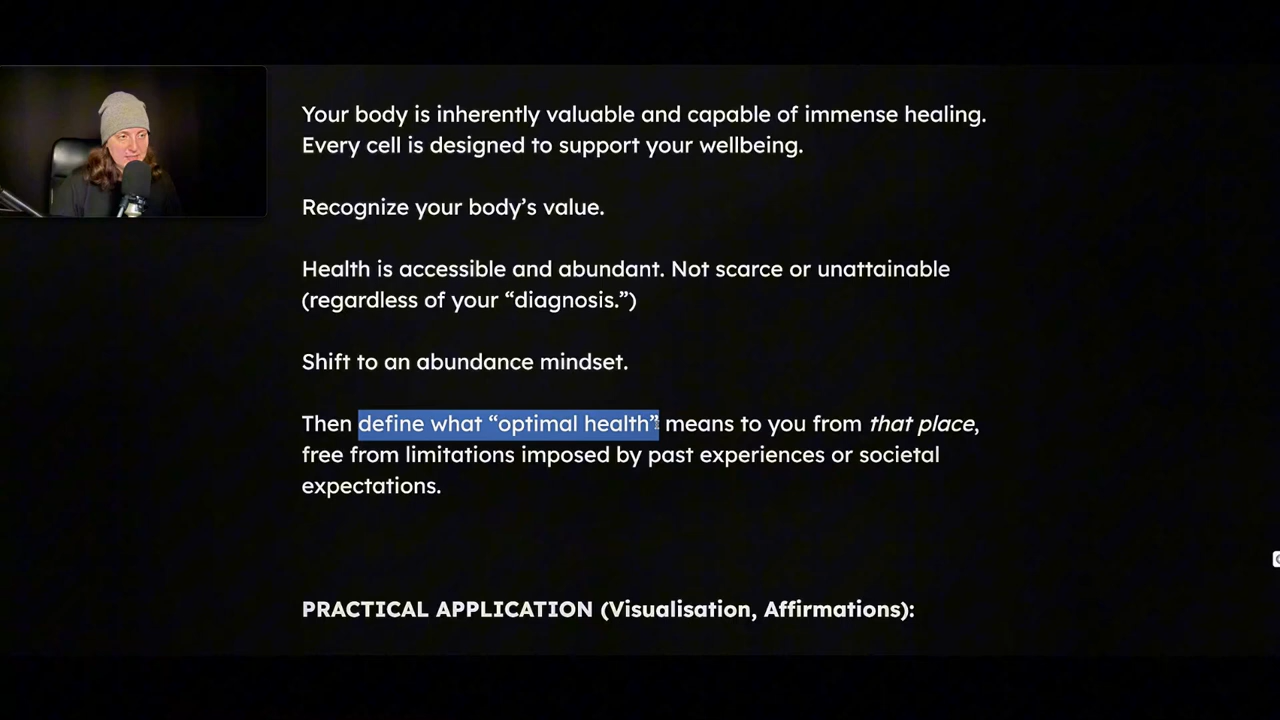 Your body is inherently valuable and capable of immense healing.
Every cell is designed to support your wellbeing.
Recognize your body’s value.
Health is accessible and abundant. Not scarce or unattainable
(regardless of your “diagnosis.”)
Shift to an abundance mindset.
Then define what “optimal health” means to you from that place,
free from limitations imposed by past experiences or societal
expectations.
PRACTICAL APPLICATION (Visualisation, Affirmations):